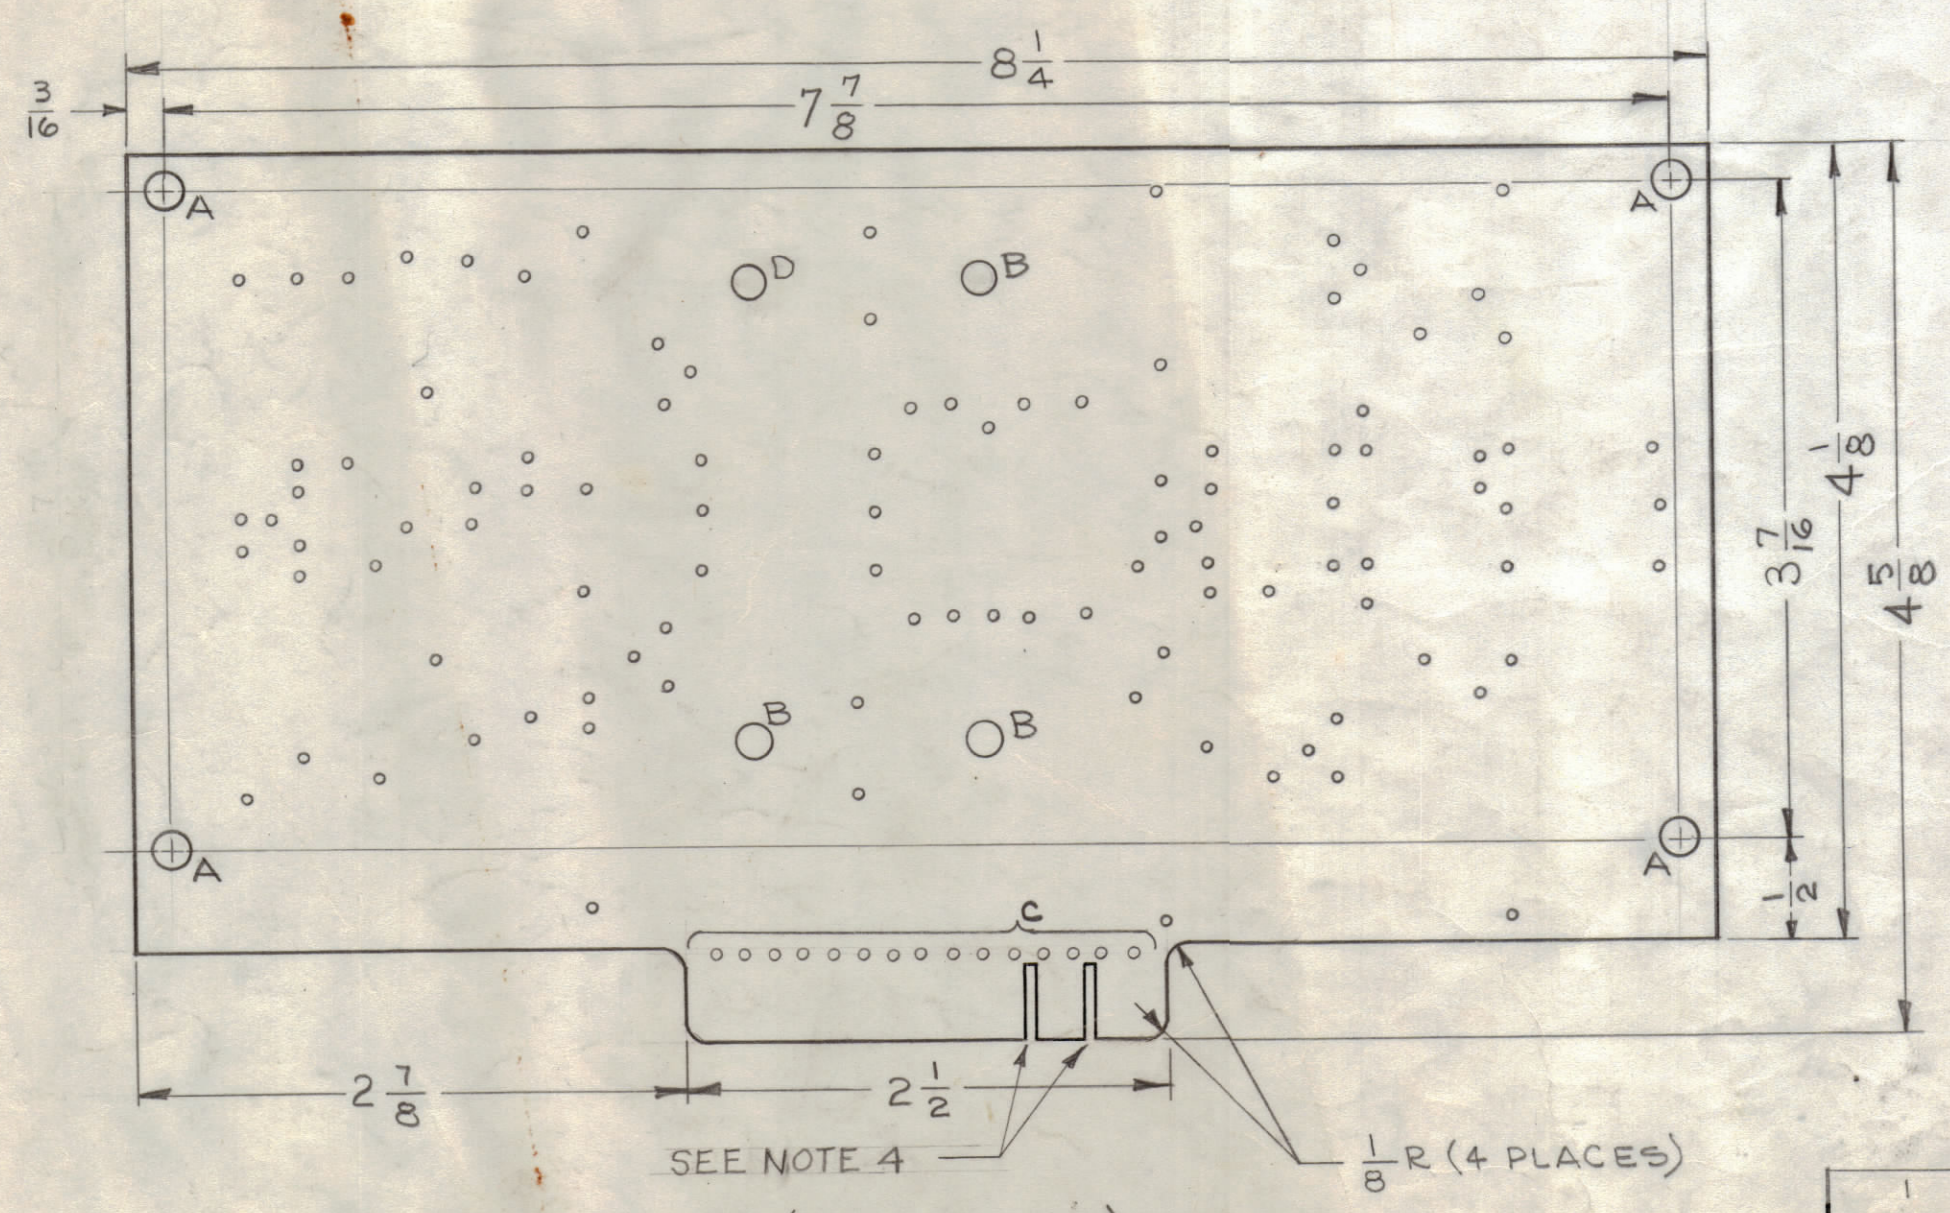 8 1/4
3/16
7 7/8
A
A
D
B
3 7/16
4 1/8
4 5/8
B
B
A
A
1/2
C
2 7/8
2 1/2
SEE NOTE 4
1/8 R (4 PLACES)